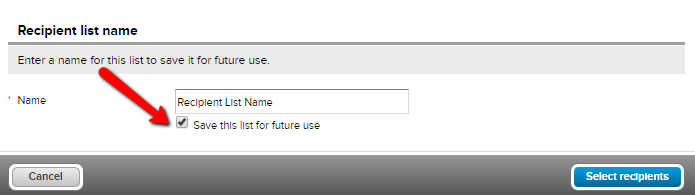 Recipient list name
Enter a name for this list to save it for future use.
* Name
Recipient List Name
Save this list for future use
Cancel
Select recipients